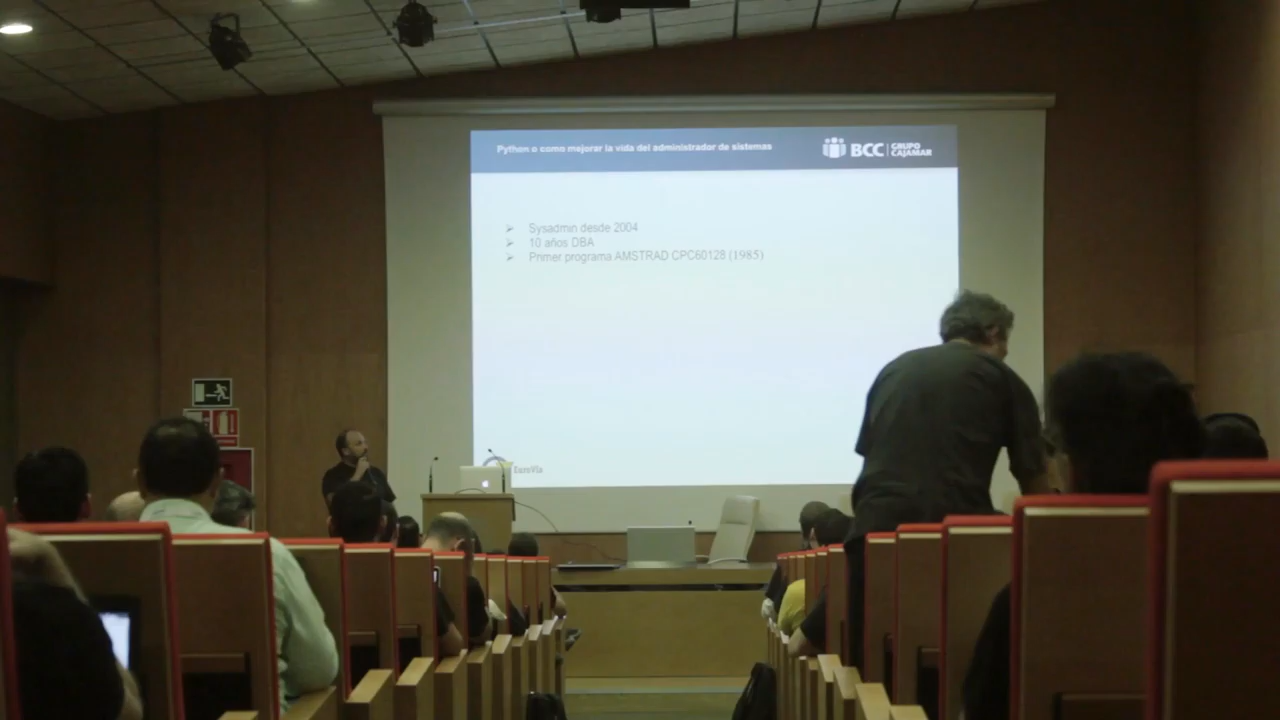 Python o como mejorar la vida del administrador de sistemas
BCC GRUPO
CAJAMAR
Sysadmin desde 2004
10 años DBA
Primer programa AMSTRAD CPC60128 (1985)
EuroVía